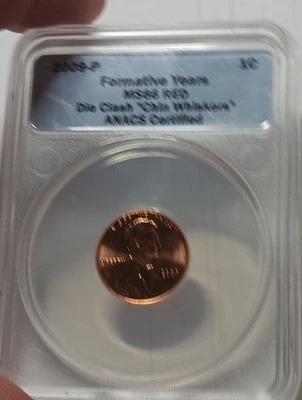 2009-P 1C
Formative Years
MS66 RED
Die Clash "Chin Whiskers"
ANACS Certified